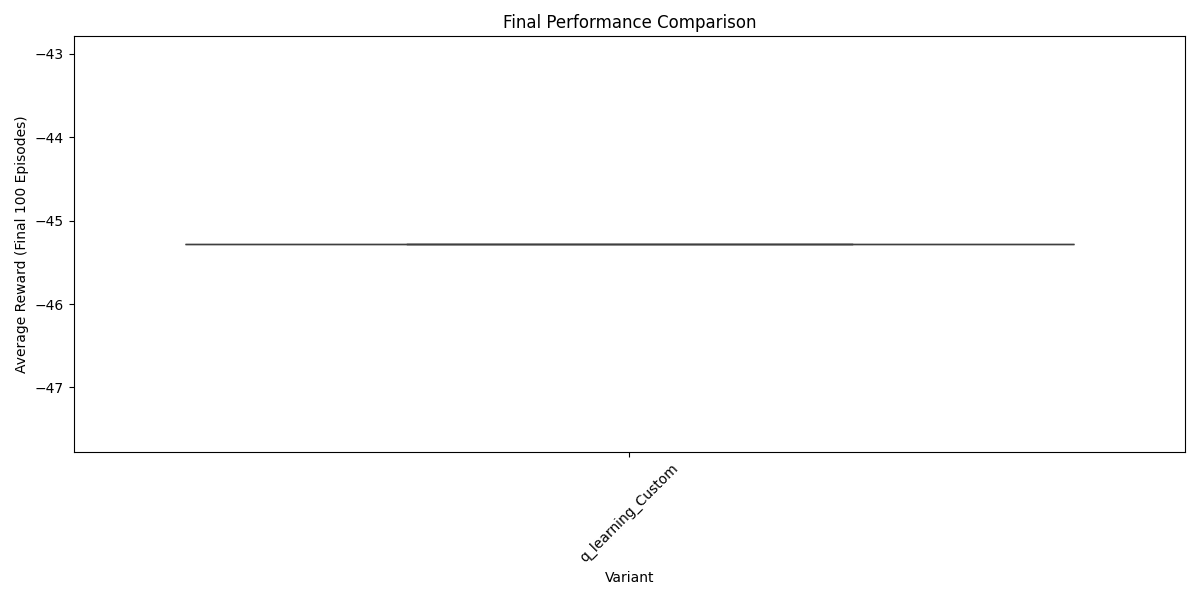 Final Performance Comparison
Average Reward (Final 100 Episodes)
−43
−44
−45
−46
−47
q_learning_Custom
Variant